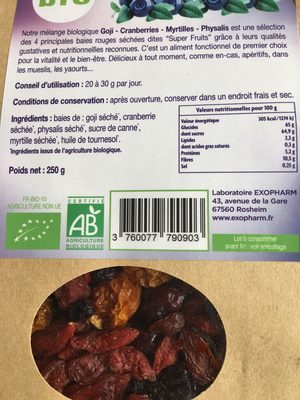 bio
Notre mélange biologique Goji - Cranberries - Myrtilles - Physalis est une sélection
des 4 principales baies rouges séchées dites "Super Fruits" grâce à leurs qualités
gustatives et nutritionnelles reconnues. C'est un aliment fonctionnel de premier choix
pour la vitalité et le bien-être. Délicieux à tout moment, comme en-cas, apéritifs, dans
les mueslis, les yaourts...
Conseil d'utilisation : 20 à 30 g par jour.
Conditions de conservation : après ouverture, conserver dans un endroit frais et sec.
Ingrédients : baies de : goji séché, cranberrie
séchée*, physalis séché*, sucre de canne*,
myrtille séchée*, huile de tournesol*.
*Ingrédients issus de l'agriculture biologique.
Poids net : 250 g
Valeurs nutritionnelles pour 100 g
Valeur énergétique 305 kcal/1274 kJ
Glucides 65 g
dont sucres 64,9 g
Lipides 2,5 g
dont acides gras saturés 0,5 g
Protéines 5,2 g
Fibres 10,5 g
Sel 0,25 g
FR-BIO-10
AGRICULTURE NON UE
CERTIFIÉ
AB
AGRICULTURE
BIOLOGIQUE
3 760077 790903
Laboratoire EXOPHARM
43, avenue de la Gare
67560 Rosheim
www.exopharm.fr
Lot/à consommer
avant fin : voir emballage